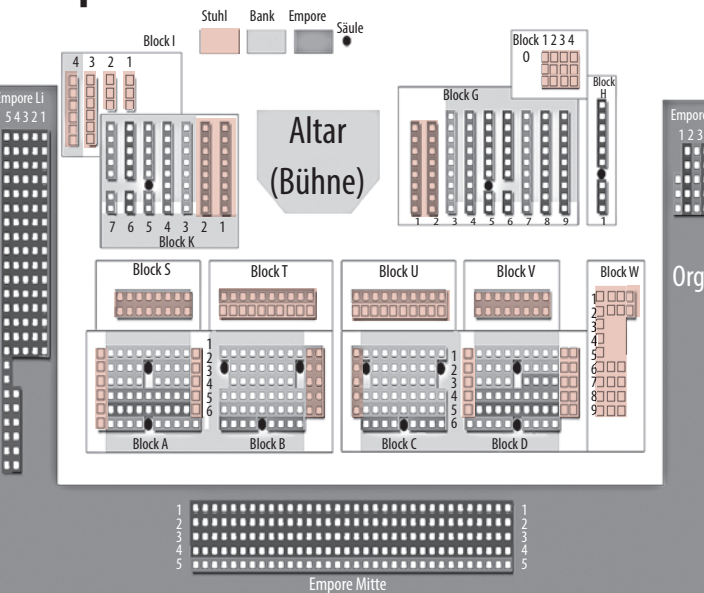 Stuhl Bank Empore Säule
Block I
4 3 2 1
Block 1 2 3 4
0
Block G
Block
H
Empore Li
5 4 3 2 1
Altar
(Bühne)
7 6 5 4 3 2 1
Block K
1 2 3 4 5 6 7 8 9
1
Empore
1 2 3
Block S Block T Block U Block V Block W
Org
1
2
3
4
5
6
7
8
9
1
2
3
4
5
6
1
2
3
4
5
6
Block A Block B Block C Block D
1 1
2 2
3 3
4 4
5 5
Empore Mitte